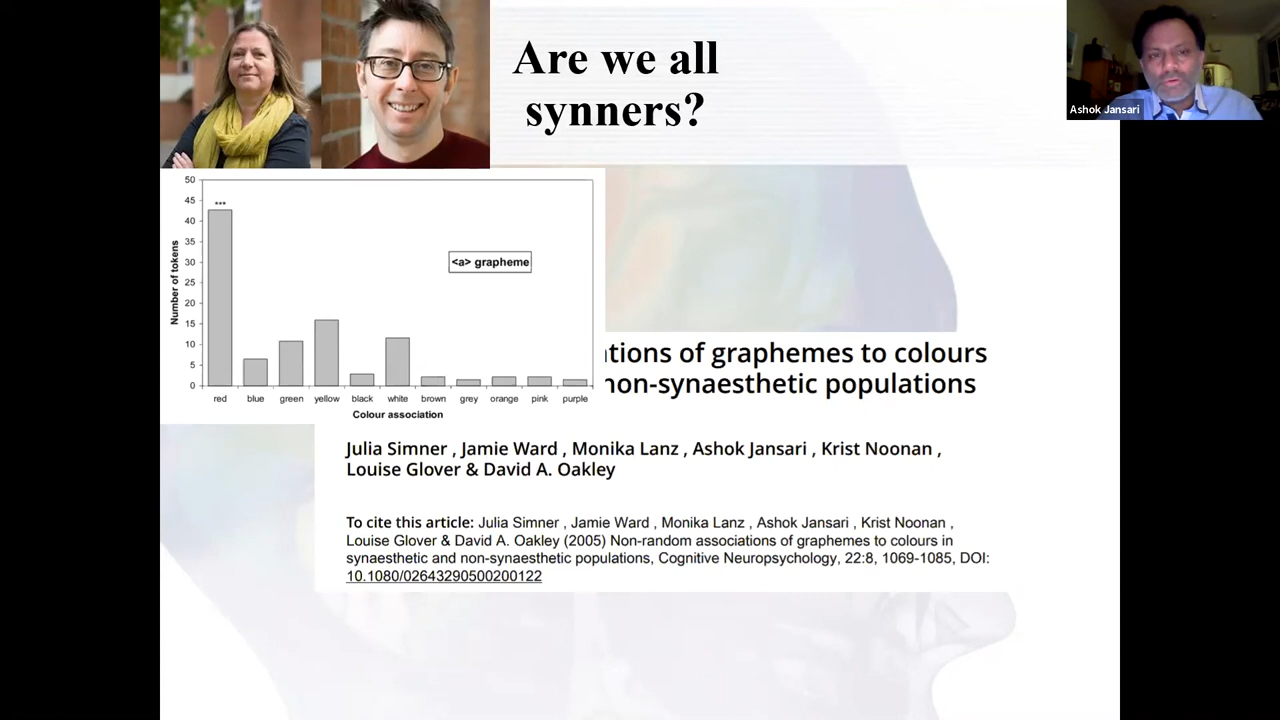 Are we all
synners?
Ashok Jansari
50
45
40
35
30
25
20
15
10
5
0
Number of tokens
***
<a> grapheme
red blue green yellow black white brown grey orange pink purple
Colour association
tions of graphemes to colours
non-synaesthetic populations
Julia Simner , Jamie Ward , Monika Lanz , Ashok Jansari , Krist Noonan ,
Louise Glover & David A. Oakley
To cite this article: Julia Simner , Jamie Ward , Monika Lanz , Ashok Jansari , Krist Noonan ,
Louise Glover & David A. Oakley (2005) Non-random associations of graphemes to colours in
synaesthetic and non-synaesthetic populations, Cognitive Neuropsychology, 22:8, 1069-1085, DOI:
10.1080/02643290500200122